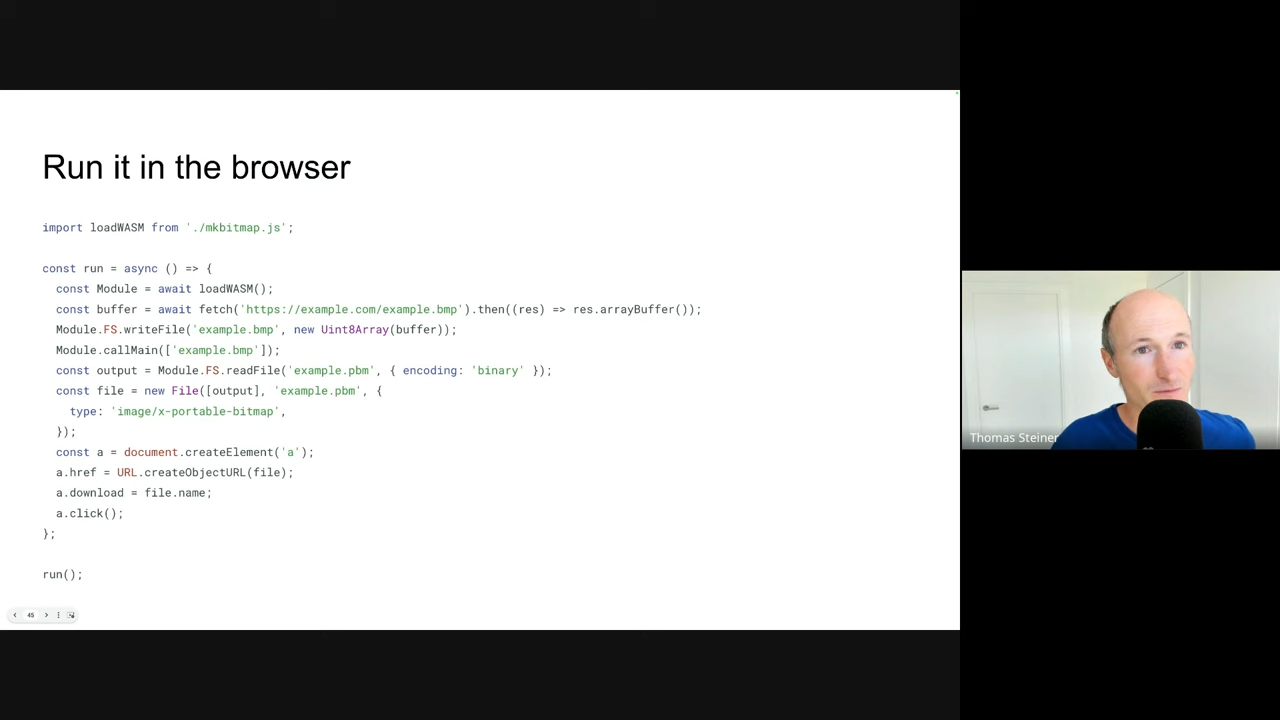 Run it in the browser
import loadWASM from './mkbitmap.js';
const run = async () => {
const Module = await loadWASM();
const buffer = await fetch('https://example.com/example.bmp').then((res) => res.arrayBuffer());
Module.FS.writeFile('example.bmp', new Uint8Array(buffer));
Module.callMain(['example.bmp']);
const output = Module.FS.readFile('example.pbm', { encoding: 'binary' });
const file = new File([output], 'example.pbm', {
type: 'image/x-portable-bitmap',
});
const a = document.createElement('a');
a.href = URL.createObjectURL(file);
a.download = file.name;
a.click();
};
run();
45
Thomas Steiner